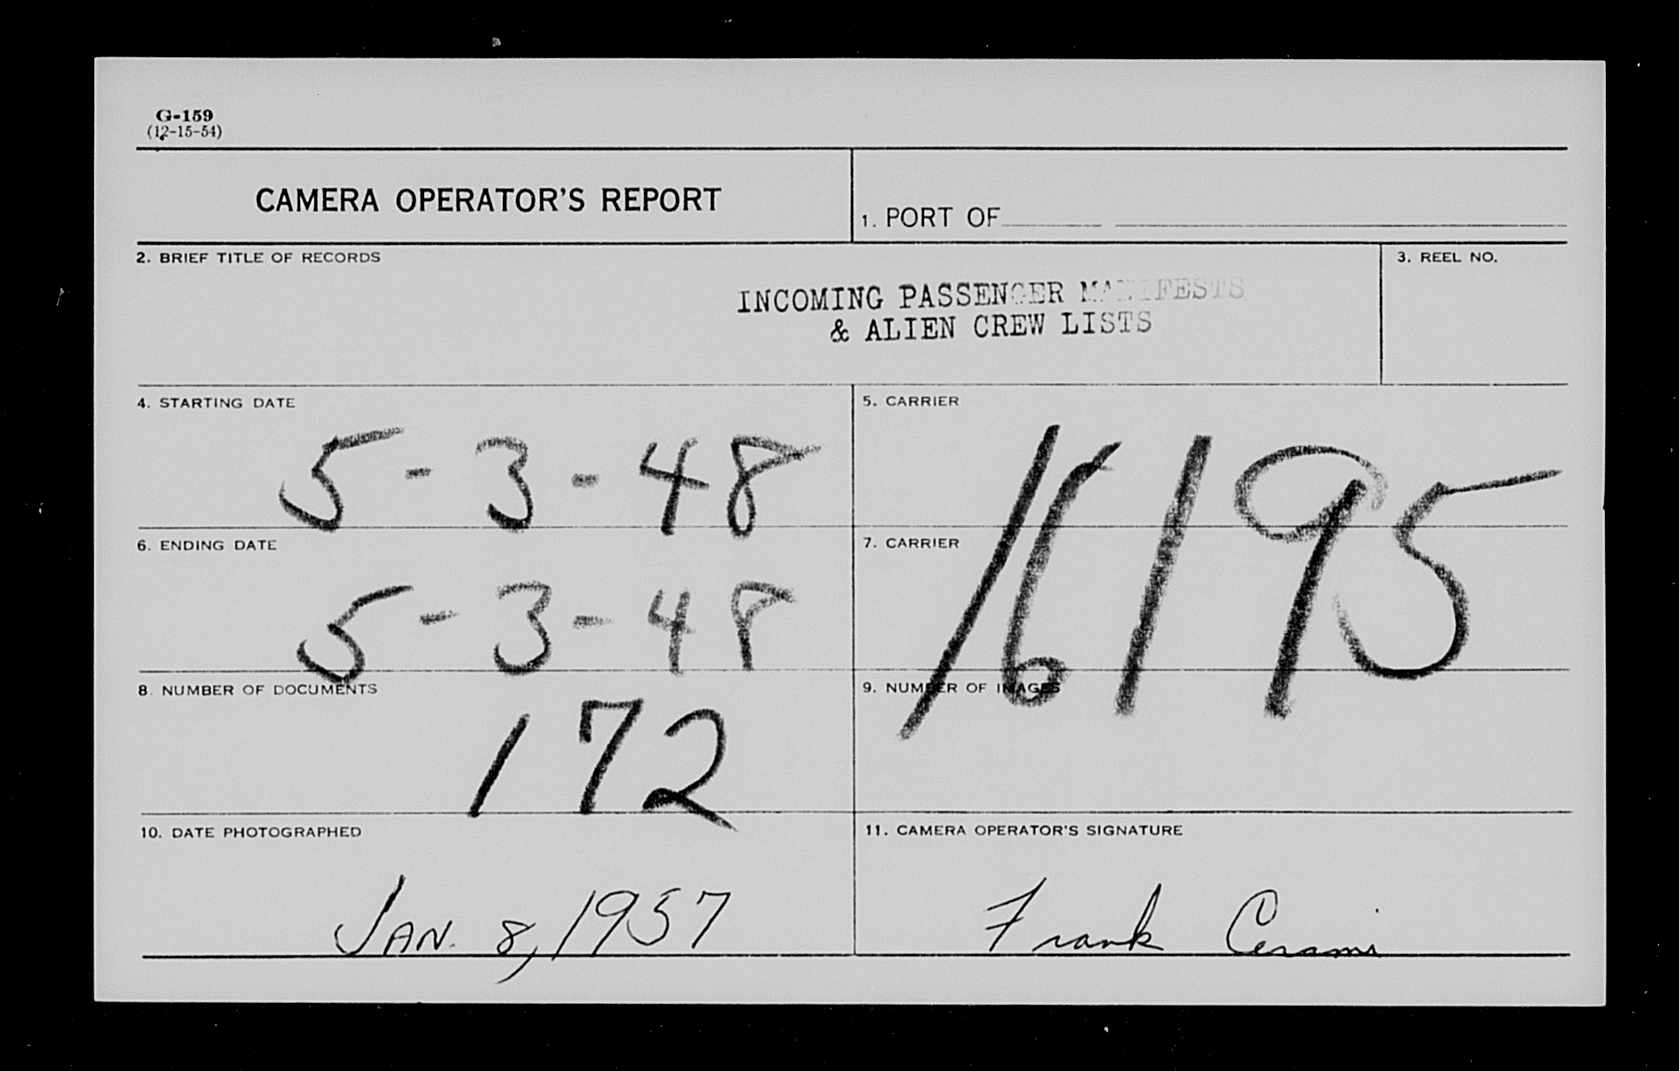 G-159
(12-15-54)
CAMERA OPERATOR'S REPORT
1. PORT OF
2. BRIEF TITLE OF RECORDS
3. REEL NO.
INCOMING PASSENGER MANIFESTS
& ALIEN CREW LISTS
4. STARTING DATE
5-3-48
5. CARRIER
16195
6. ENDING DATE
5-3-48
7. CARRIER
8. NUMBER OF DOCUMENTS
172
9. NUMBER OF IMAGES
10. DATE PHOTOGRAPHED
JAN. 8, 1957
11. CAMERA OPERATOR'S SIGNATURE
Frank Cerami